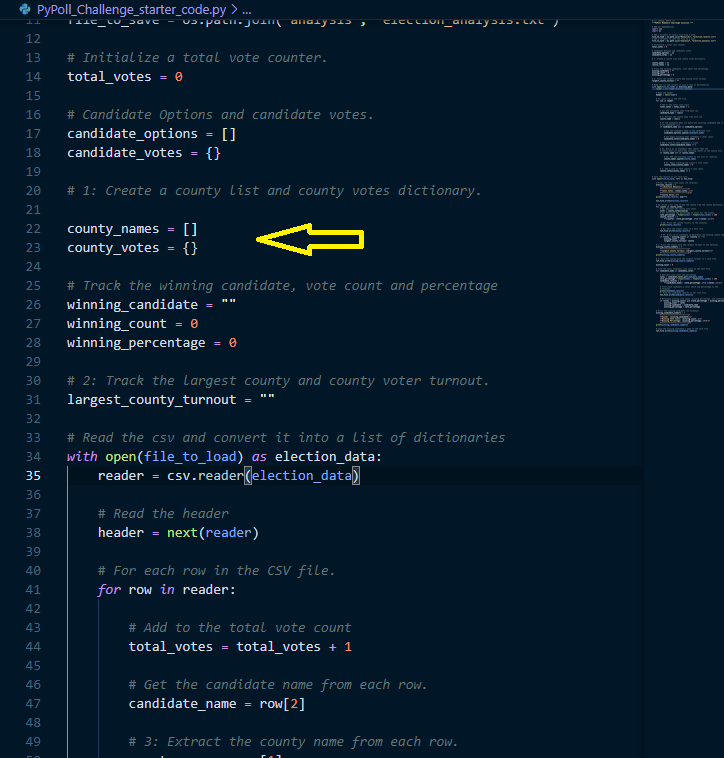 PyPoll_Challenge_starter_code.py > ...
11 file_to_save = os.path.join("analysis", "election_analysis.txt")
12
13 # Initialize a total vote counter.
14 total_votes = 0
15
16 # Candidate Options and candidate votes.
17 candidate_options = []
18 candidate_votes = {}
19
20 # 1: Create a county list and county votes dictionary.
21
22 county_names = []
23 county_votes = {}
24
25 # Track the winning candidate, vote count and percentage
26 winning_candidate = ""
27 winning_count = 0
28 winning_percentage = 0
29
30 # 2: Track the largest county and county voter turnout.
31 largest_county_turnout = ""
32
33 # Read the csv and convert it into a list of dictionaries
34 with open(file_to_load) as election_data:
35 reader = csv.reader(election_data)
36
37 # Read the header
38 header = next(reader)
39
40 # For each row in the CSV file.
41 for row in reader:
42
43 # Add to the total vote count
44 total_votes = total_votes + 1
45
46 # Get the candidate name from each row.
47 candidate_name = row[2]
48
49 # 3: Extract the county name from each row.